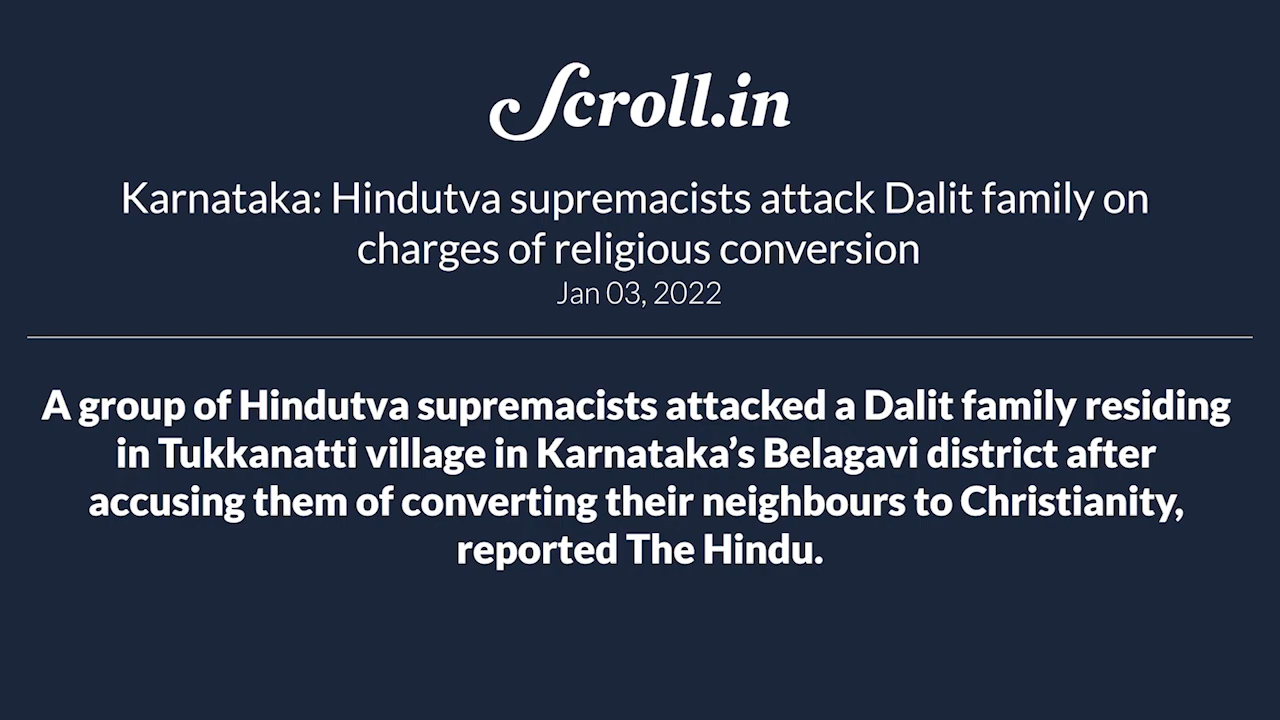 Scroll.in
Karnataka: Hindutva supremacists attack Dalit family on
charges of religious conversion
Jan 03, 2022
A group of Hindutva supremacists attacked a Dalit family residing
in Tukkanatti village in Karnataka’s Belagavi district after
accusing them of converting their neighbours to Christianity,
reported The Hindu.